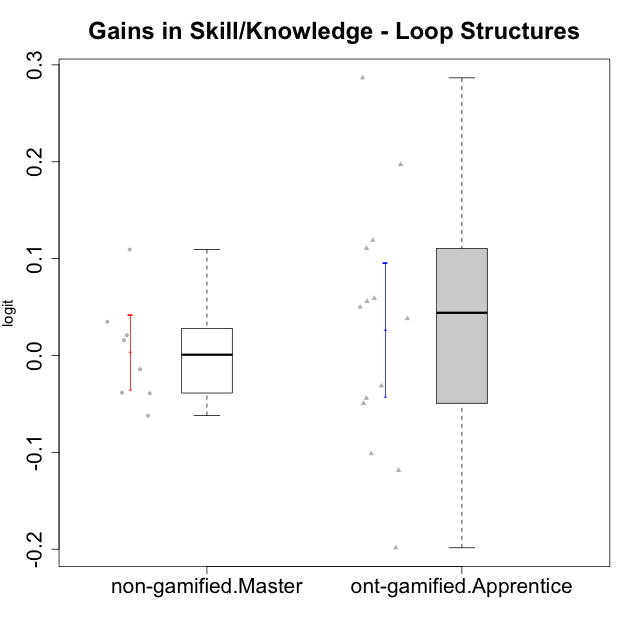 Gains in Skill/Knowledge - Loop Structures
logit
0.3
0.2
0.1
0.0
-0.1
-0.2
non-gamified.Master
ont-gamified.Apprentice